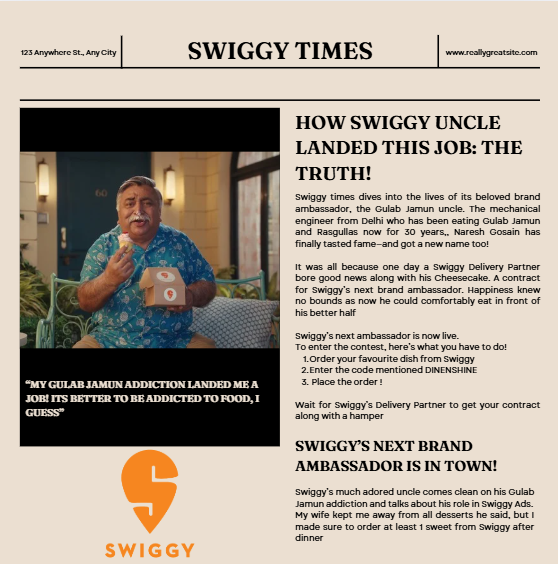 123 Anywhere St., Any City
SWIGGY TIMES
www.reallygreatsite.com
HOW SWIGGY UNCLE
LANDED THIS JOB: THE
TRUTH!
Swiggy times dives into the lives of its beloved brand
ambassador, the Gulab Jamun uncle. The mechanical
engineer from Delhi who has been eating Gulab Jamun
and Rasgullas now for 30 years,, Naresh Gosain has
finally tasted fame—and got a new name too!
It was all because one day a Swiggy Delivery Partner
bore good news along with his Cheesecake. A contract
for Swiggy's next brand ambassador. Happiness knew
no bounds as now he could comfortably eat in front of
his better half
Swiggy's next ambassador is now live.
To enter the contest, here's what you have to do!
1.Order your favourite dish from Swiggy
2.Enter the code mentioned DINENSHINE
3. Place the order !
Wait for Swiggy's Delivery Partner to get your contract
along with a hamper
SWIGGY'S NEXT BRAND
AMBASSADOR IS IN TOWN!
Swiggy's much adored uncle comes clean on his Gulab
Jamun addiction and talks about his role in Swiggy Ads.
My wife kept me away from all desserts he said, but I
made sure to order at least 1 sweet from Swiggy after
dinner
60
"MY GULAB JAMUN ADDICTION LANDED ME A
JOB! ITS BETTER TO BE ADDICTED TO FOOD, I
GUESS"
SWIGGY